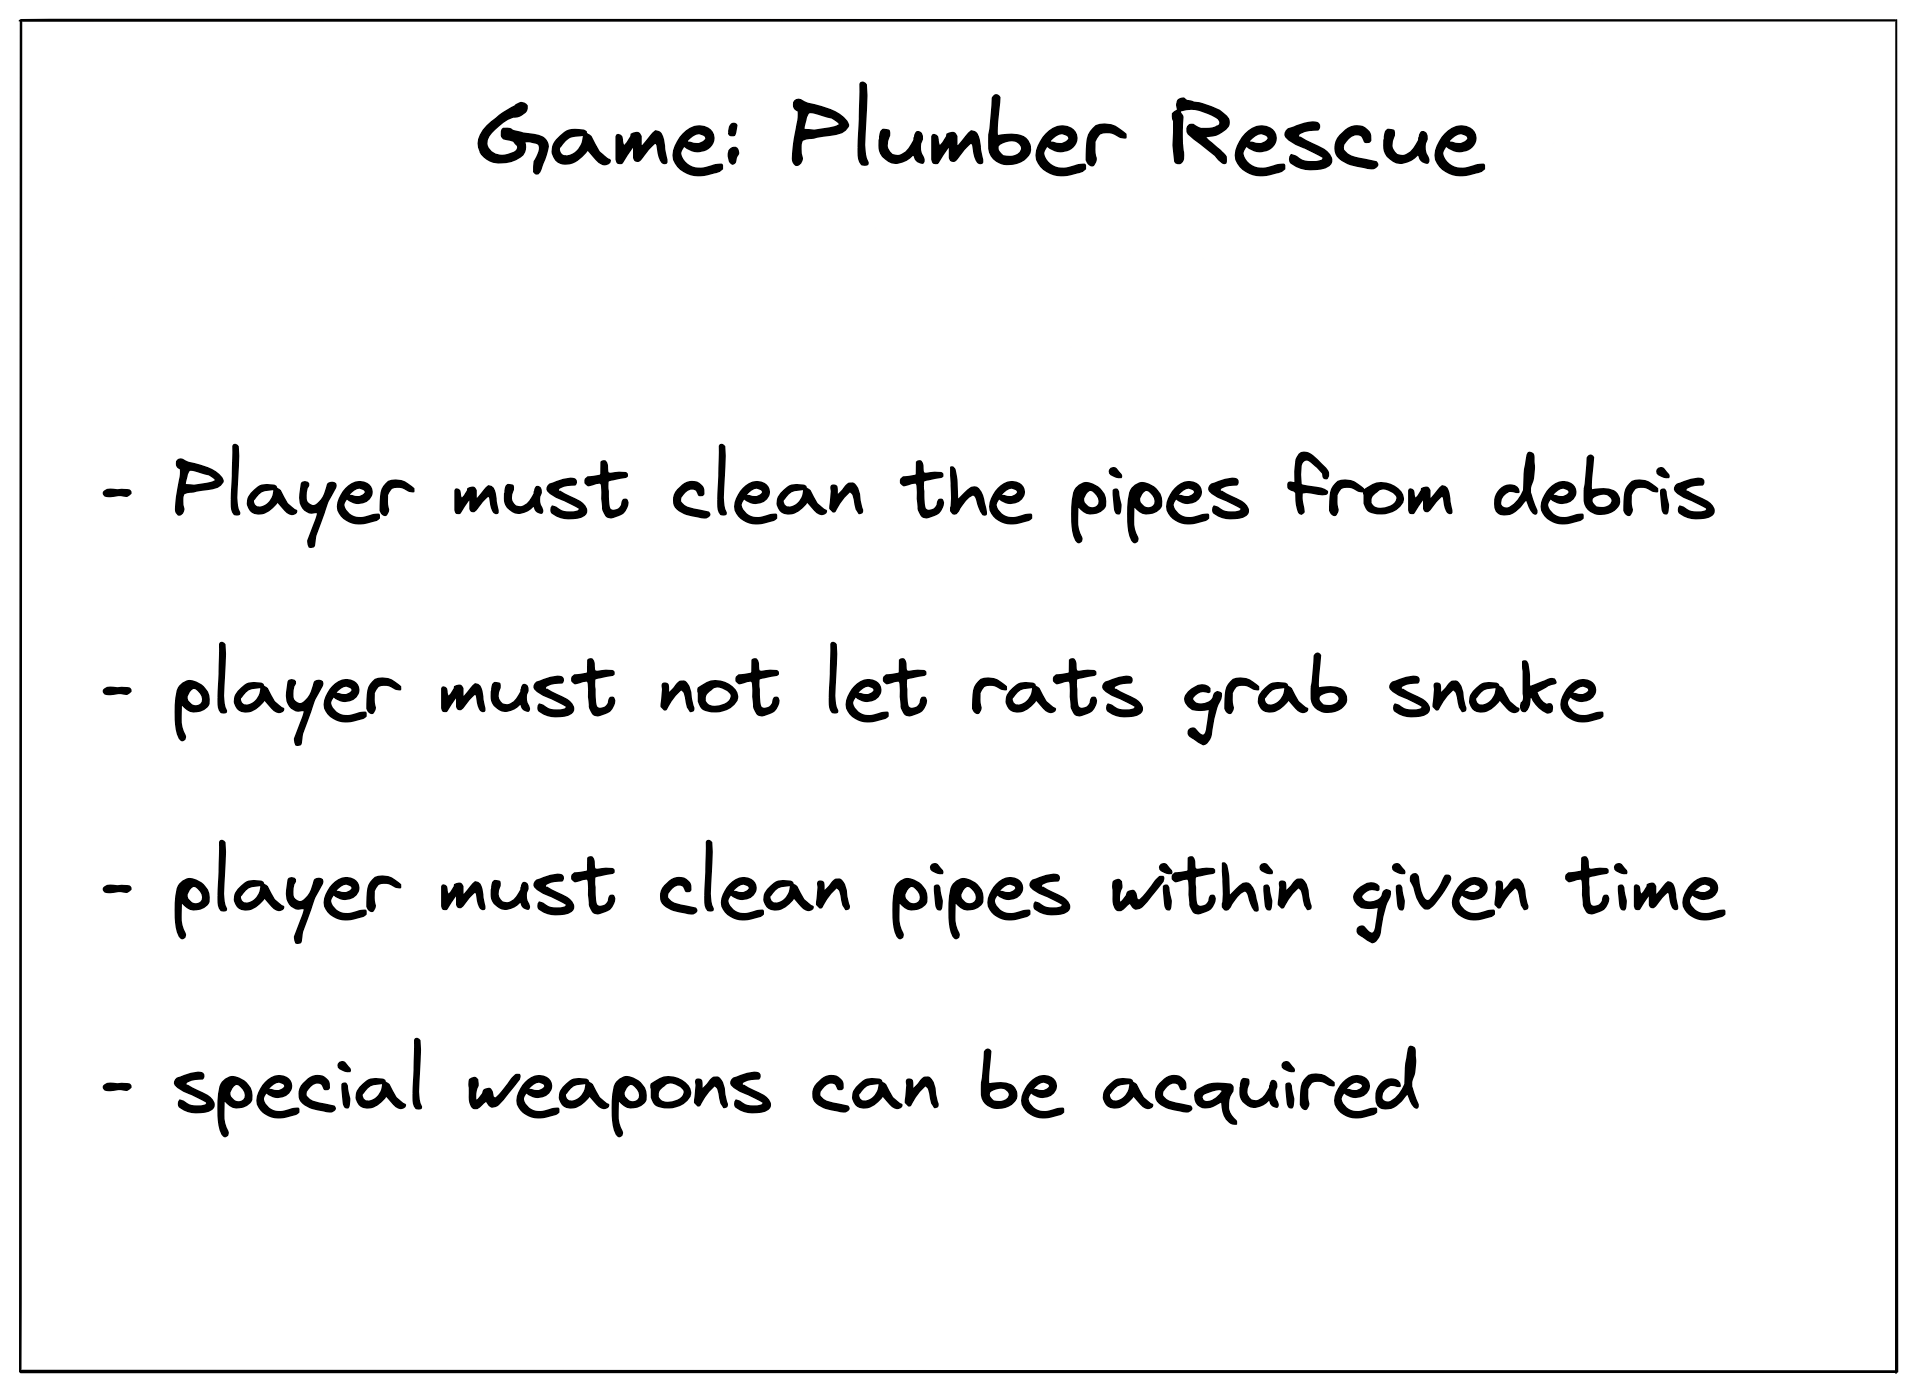 Game: Plumber Rescue
- Player must clean the pipes from debris
- player must not let rats grab snake
- player must clean pipes within given time
- special weapons can be acquired